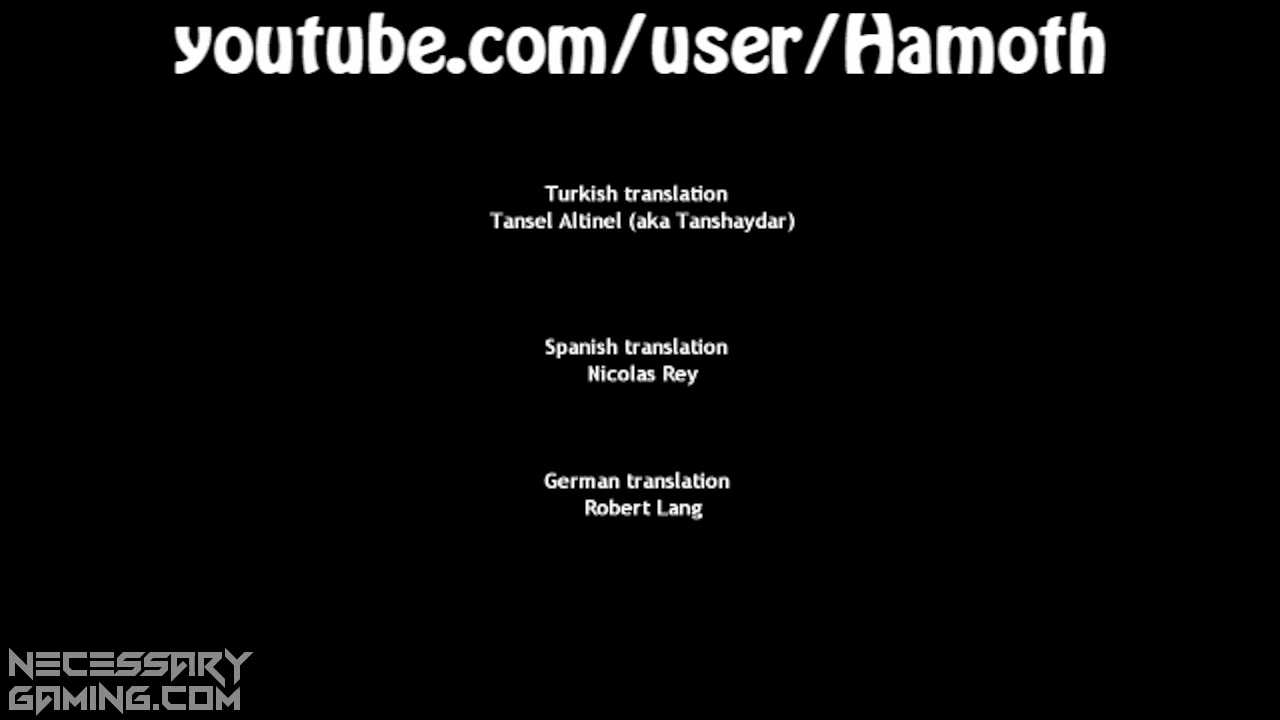 youtube.com/user/Hamoth
Turkish translation
Tansel Altinel (aka Tanshaydar)
Spanish translation
Nicolas Rey
German translation
Robert Lang
NECESSARY
GAMING.COM